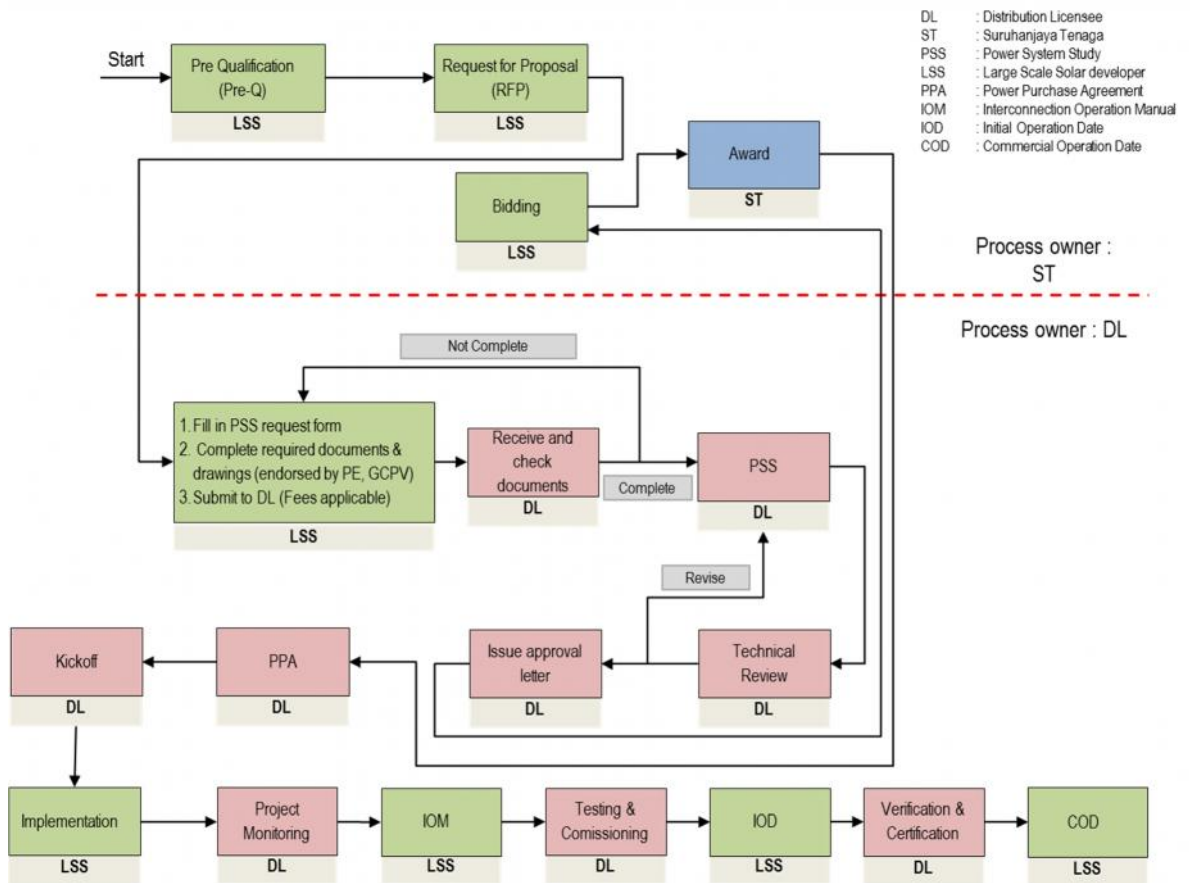 DL : Distribution Licensee
ST : Suruhanjaya Tenaga
PSS : Power System Study
LSS : Large Scale Solar developer
PPA : Power Purchase Agreement
IOM : Interconnection Operation Manual
IOD : Initial Operation Date
COD : Commercial Operation Date
Start
Pre Qualification
(Pre-Q)
LSS
Request for Proposal
(RFP)
LSS
Award
ST
Bidding
LSS
Process owner :
ST
Process owner : DL
Not Complete
1. Fill in PSS request form
2. Complete required documents &
drawings (endorsed by PE, GCPV)
3. Submit to DL (Fees applicable)
LSS
Receive and
check
documents
DL
Complete
PSS
DL
Revise
Kickoff
DL
PPA
DL
Issue approval
letter
DL
Technical
Review
DL
Implementation
LSS
Project
Monitoring
DL
IOM
LSS
Testing &
Comissioning
DL
IOD
LSS
Verification &
Certification
DL
COD
LSS